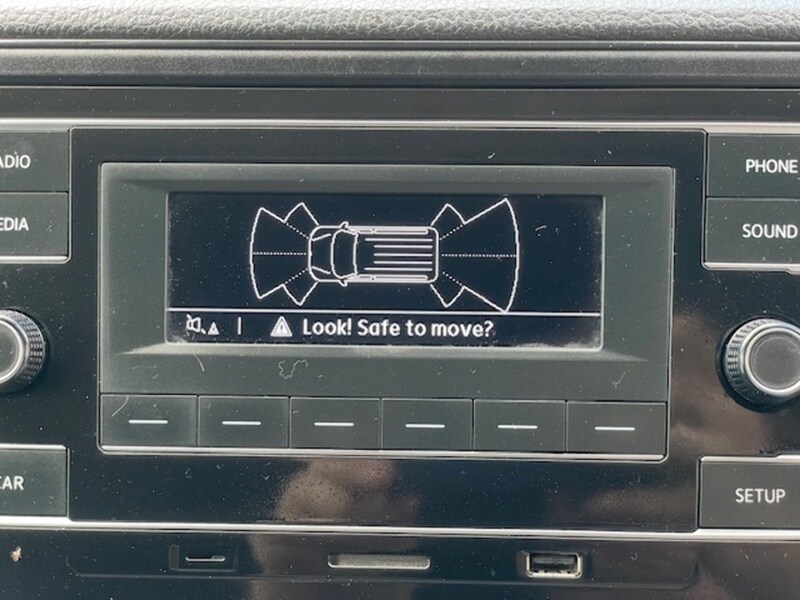 ADIO
PHONE
EDIA
SOUND
Look! Safe to move?
CAR
SETUP